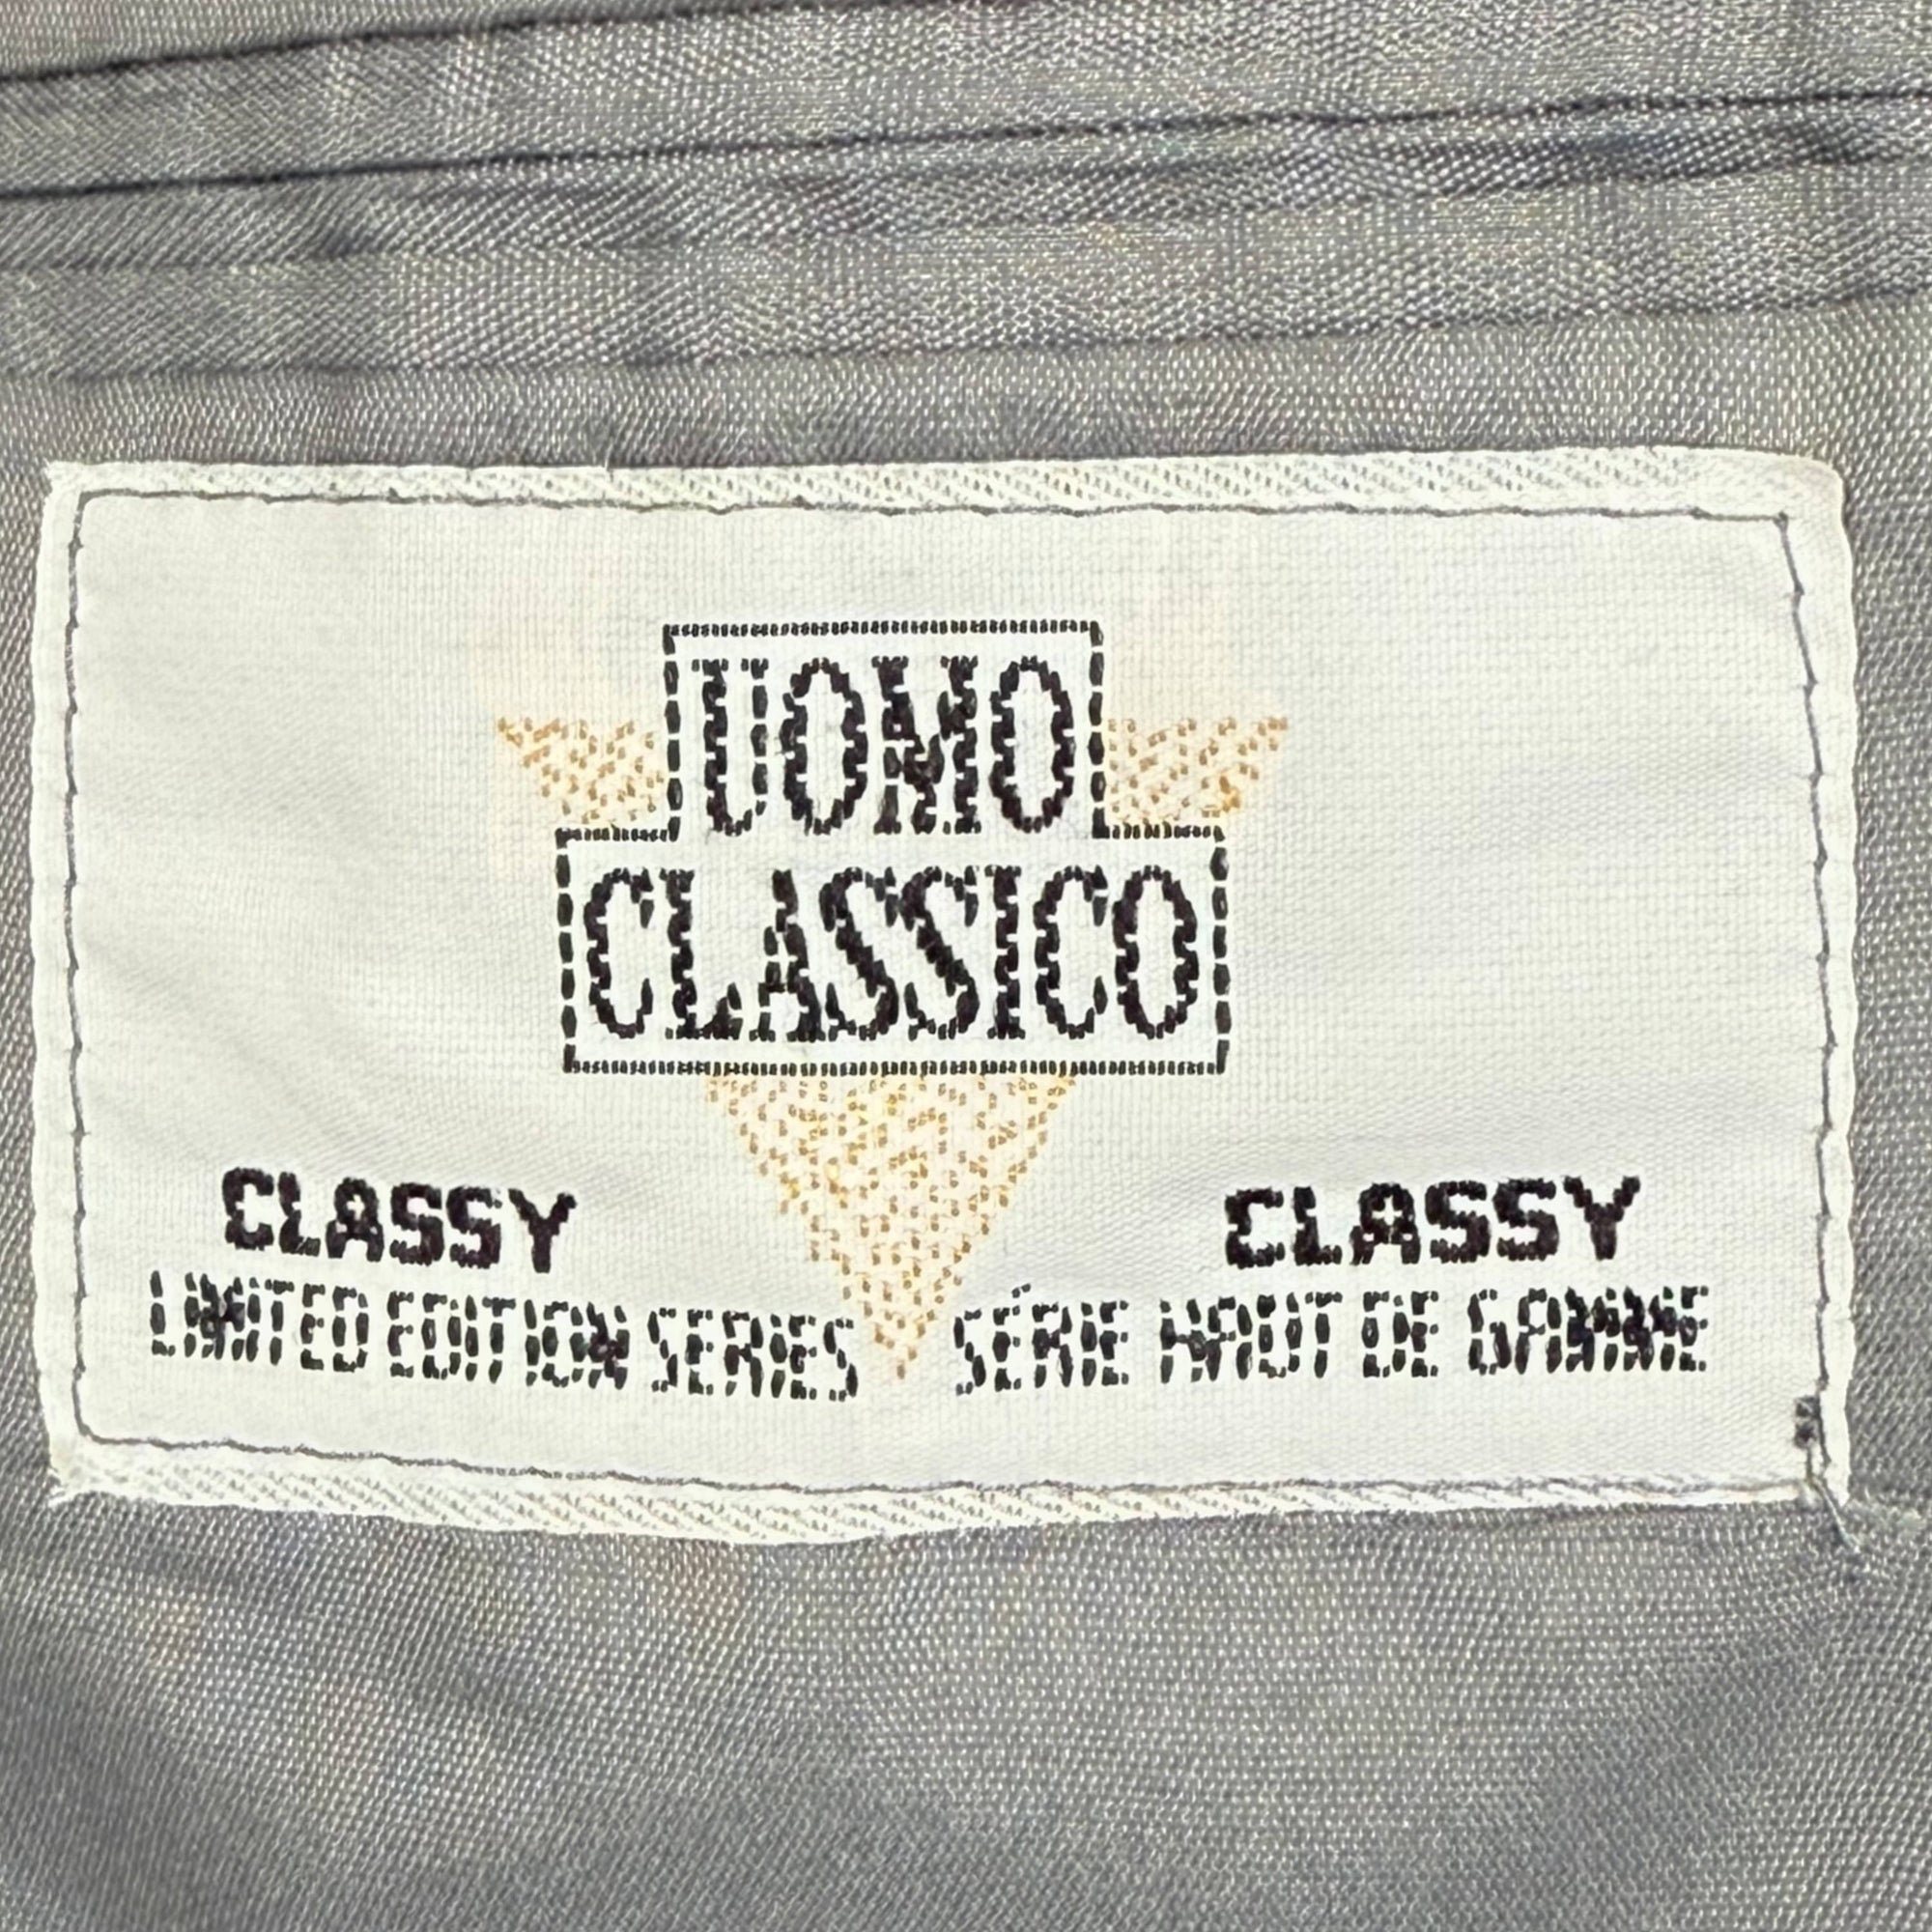 UOMO
CLASSICO
CLASSY
LIMITED EDITION SERIES
CLASSY
SÉRIE HAUT DE GAMME